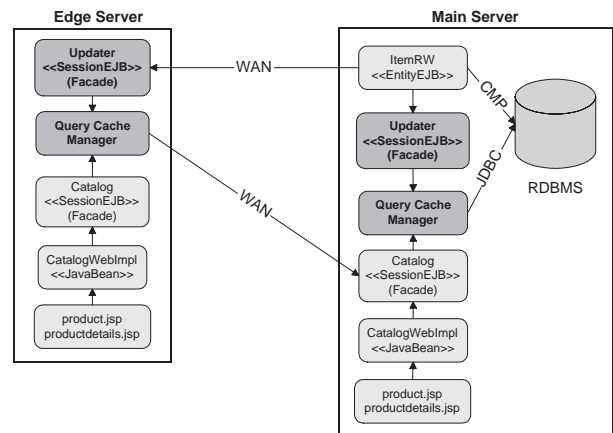 Edge Server
Updater
<<SessionEJB>>
(Facade)
Query Cache
Manager
Catalog
<<SessionEJB>>
(Facade)
CatalogWebImpl
<<JavaBean>>
product.jsp
productdetails.jsp
WAN
WAN
Main Server
ItemRW
<<EntityEJB>>
Updater
<<SessionEJB>>
(Facade)
Query Cache
Manager
Catalog
<<SessionEJB>>
(Facade)
CatalogWebImpl
<<JavaBean>>
product.jsp
productdetails.jsp
CMP
JDBC
RDBMS